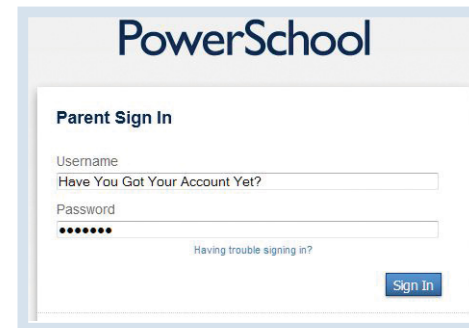 PowerSchool
Parent Sign In
Username
Have You Got Your Account Yet?
Password
•••••••
Having trouble signing in?
Sign In